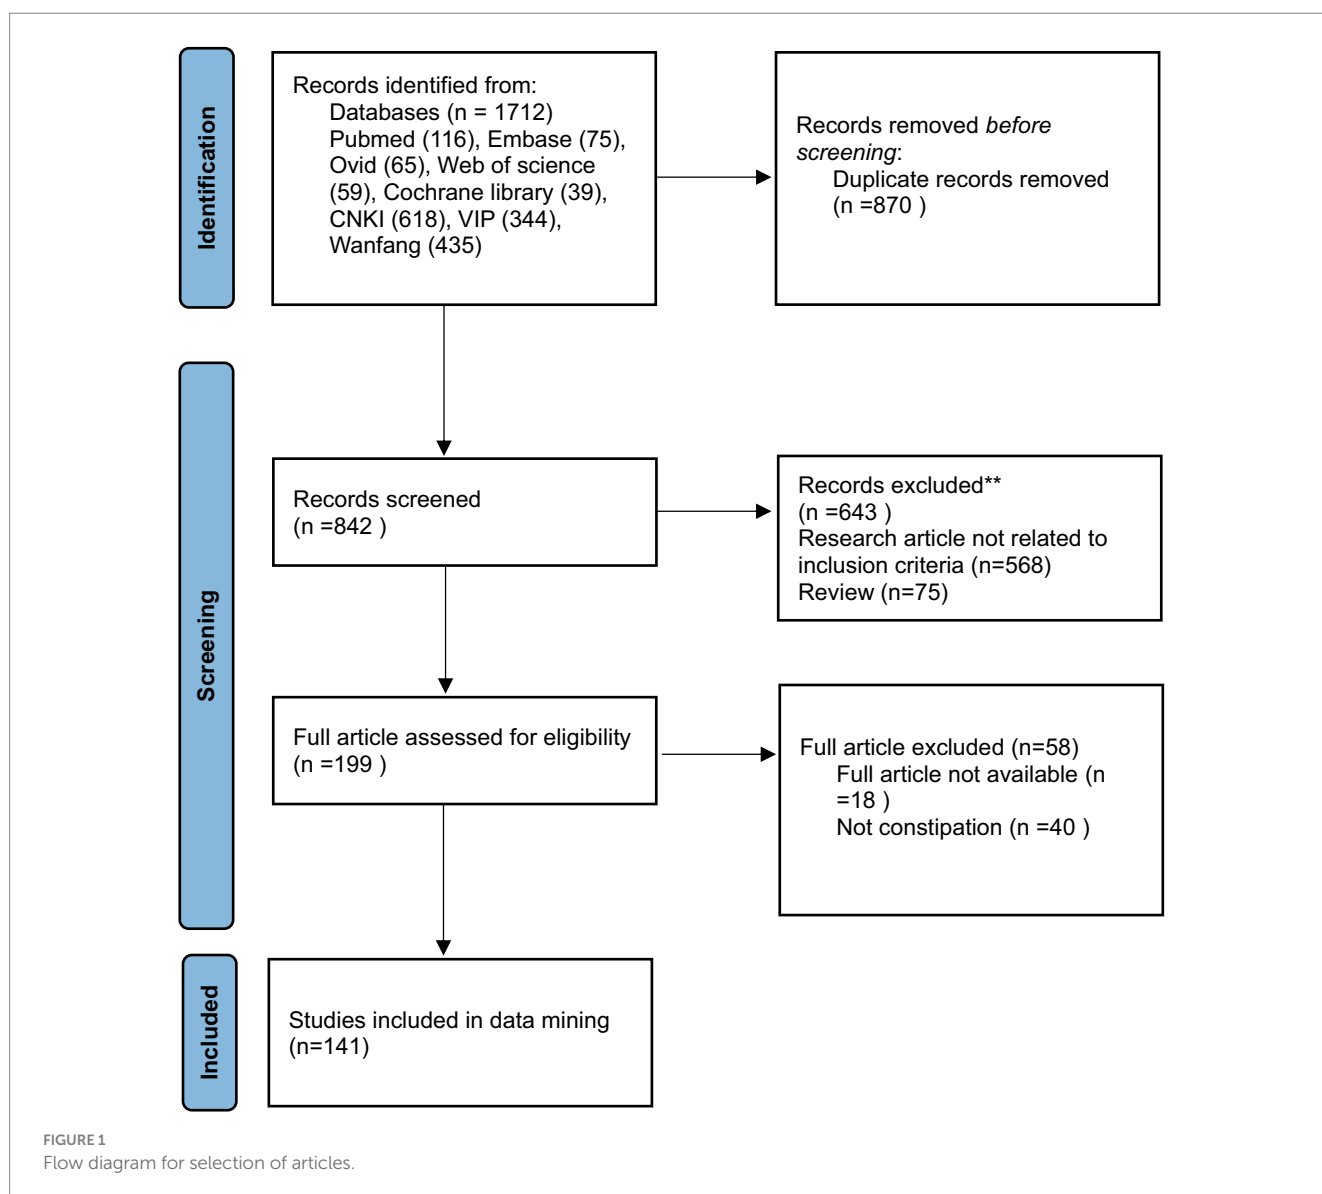 Identification
Records identified from:
Databases (n = 1712)
Pubmed (116), Embase (75),
Ovid (65), Web of science
(59), Cochrane library (39),
CNKI (618), VIP (344),
Wanfang (435)
Records removed before
screening:
Duplicate records removed
(n =870 )
Screening
Records screened
(n =842 )
Records excluded**
(n =643 )
Research article not related to
inclusion criteria (n=568)
Review (n=75)
Full article assessed for eligibility
(n =199 )
Full article excluded (n=58)
Full article not available (n
=18 )
Not constipation (n =40 )
Included
Studies included in data mining
(n=141)
FIGURE 1
Flow diagram for selection of articles.